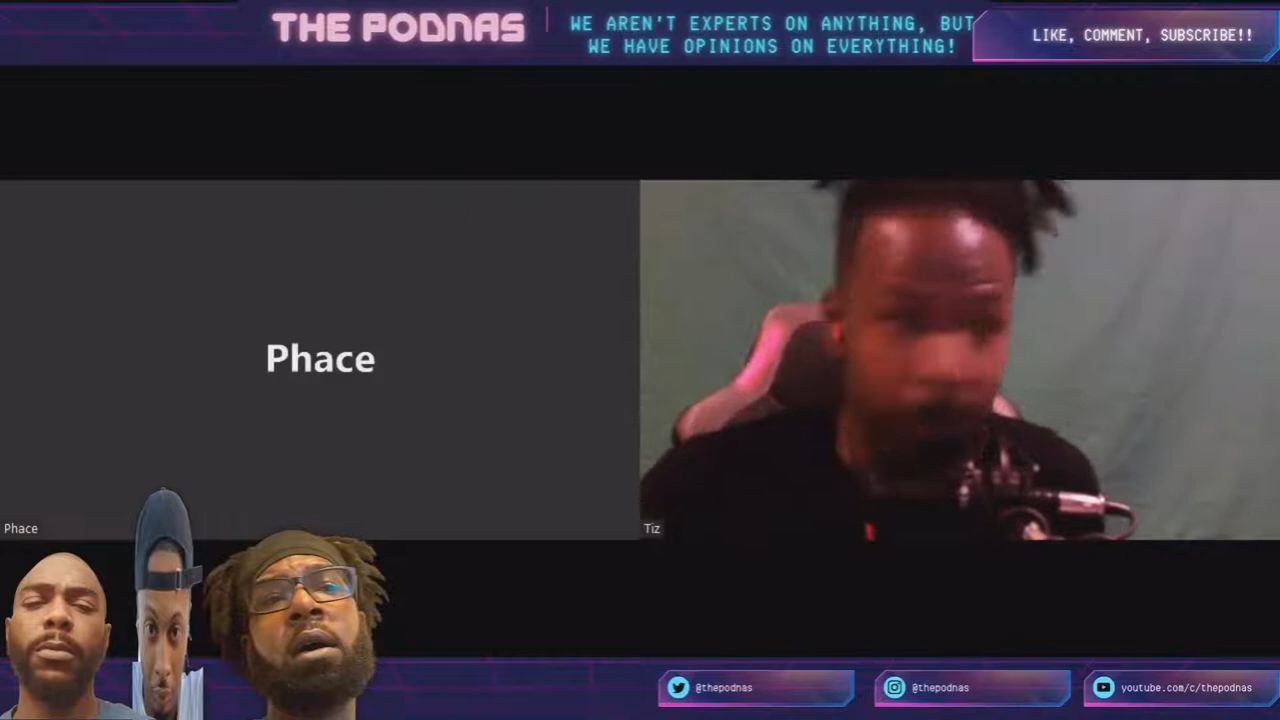 THE PODNAS
WE AREN'T EXPERTS ON ANYTHING, BUT
WE HAVE OPINIONS ON EVERYTHING!
LIKE, COMMENT, SUBSCRIBE!!
Phace
Phace
Tiz
@thepodnas
@thepodnas
youtube.com/c/thepodnas